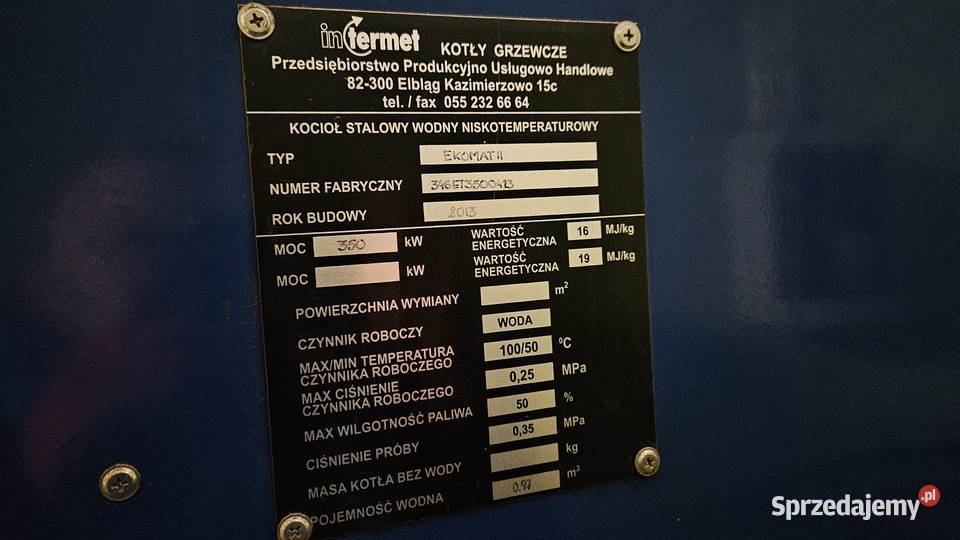 intermet KOTŁY GRZEWCZE
Przedsiębiorstwo Produkcyjno Usługowo Handlowe
82-300 Elbląg Kazimierzowo 15c
tel. / fax 055 232 66 64
KOCIOŁ STALOWY WODNY NISKOTEMPERATUROWY
TYP EKOMAT II
NUMER FABRYCZNY 346ET3500413
ROK BUDOWY 2013
MOC 350 kW WARTOŚĆ ENERGETYCZNA 16 MJ/kg
MOC kW WARTOŚĆ ENERGETYCZNA 19 MJ/kg
POWIERZCHNIA WYMIANY m²
CZYNNIK ROBOCZY WODA
MAX/MIN TEMPERATURA CZYNNIKA ROBOCZEGO 100/50 °C
MAX CIŚNIENIE CZYNNIKA ROBOCZEGO 0,25 MPa
MAX WILGOTNOŚĆ PALIWA 50 %
CIŚNIENIE PRÓBY 0,35 MPa
MASA KOTŁA BEZ WODY kg
POJEMNOŚĆ WODNA 0.97 m³
Sprzedajemy.pl